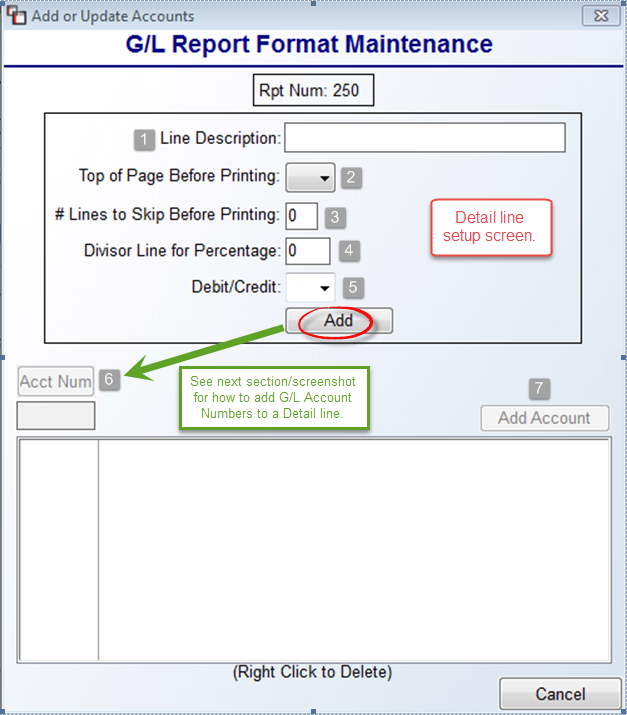 Add or Update Accounts
G/L Report Format Maintenance
Rpt Num: 250
1 Line Description:
Top of Page Before Printing: 2
# Lines to Skip Before Printing: 0 3
Divisor Line for Percentage: 0 4
Debit/Credit: 5
Detail line
setup screen.
Add
Acct Num 6
See next section/screenshot
for how to add G/L Account
Numbers to a Detail line.
7
Add Account
(Right Click to Delete)
Cancel